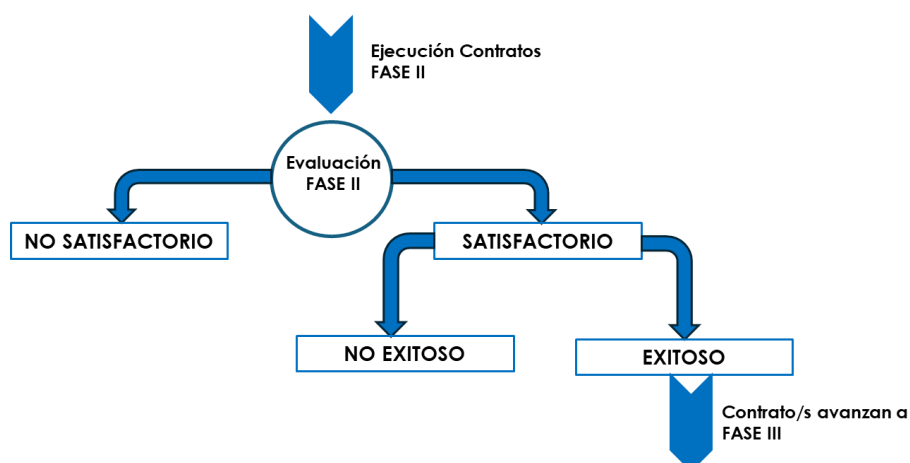 Ejecución Contratos
FASE II
Evaluación
FASE II
NO SATISFACTORIO
SATISFACTORIO
NO EXITOSO
EXITOSO
Contrato/s avanzan a
FASE III